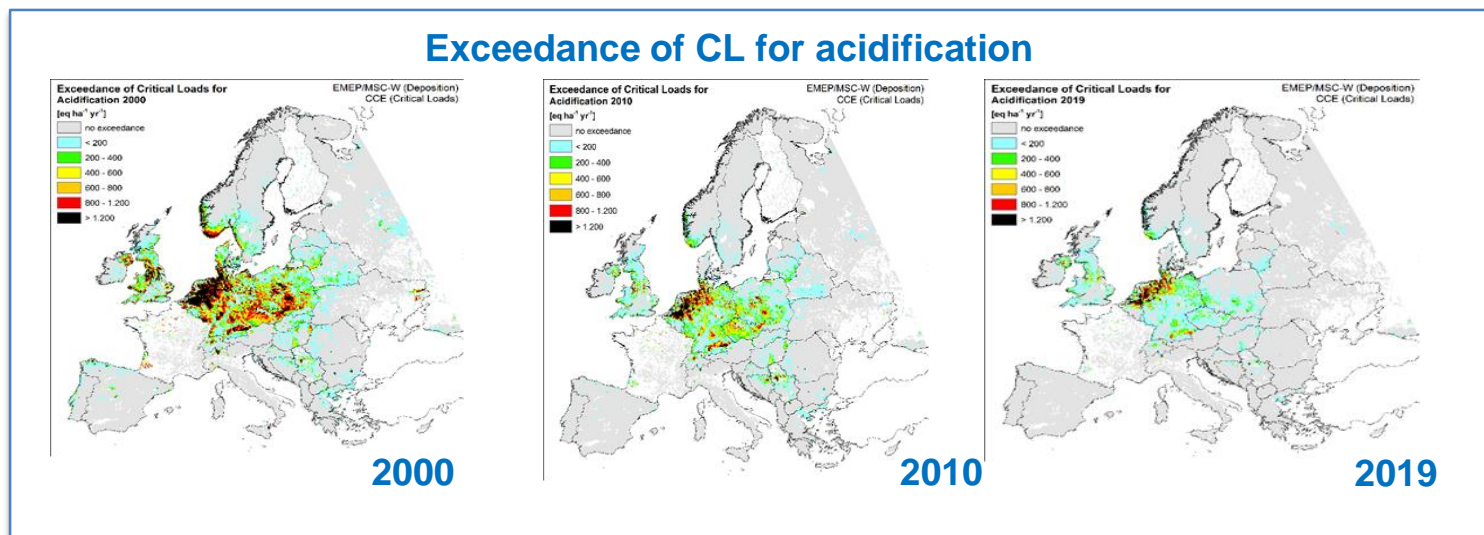 Exceedance of CL for acidification
Exceedance of Critical Loads for
Acidification 2000
[eq ha⁻¹ yr⁻¹]
EMEP/MSC-W (Deposition)
CCE (Critical Loads)
no exceedance
< 200
200 - 400
400 - 600
600 - 800
800 - 1.200
> 1.200
2000
Exceedance of Critical Loads for
Acidification 2010
[eq ha⁻¹ yr⁻¹]
EMEP/MSC-W (Deposition)
CCE (Critical Loads)
no exceedance
< 200
200 - 400
400 - 600
600 - 800
800 - 1.200
> 1.200
2010
Exceedance of Critical Loads for
Acidification 2019
[eq ha⁻¹ yr⁻¹]
EMEP/MSC-W (Deposition)
CCE (Critical Loads)
no exceedance
< 200
200 - 400
400 - 600
600 - 800
800 - 1.200
> 1.200
2019